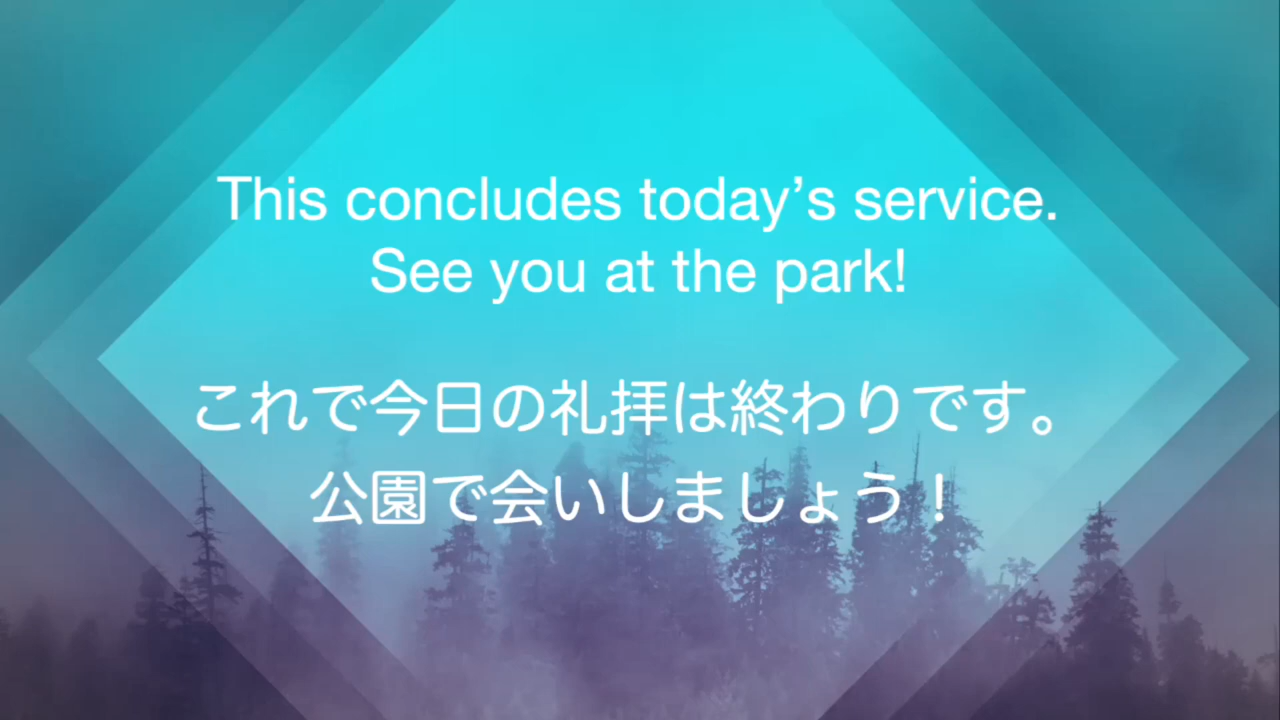 This concludes today’s service.
See you at the park!
これで今日の礼拝は終わりです。
公園で会いしましょう！